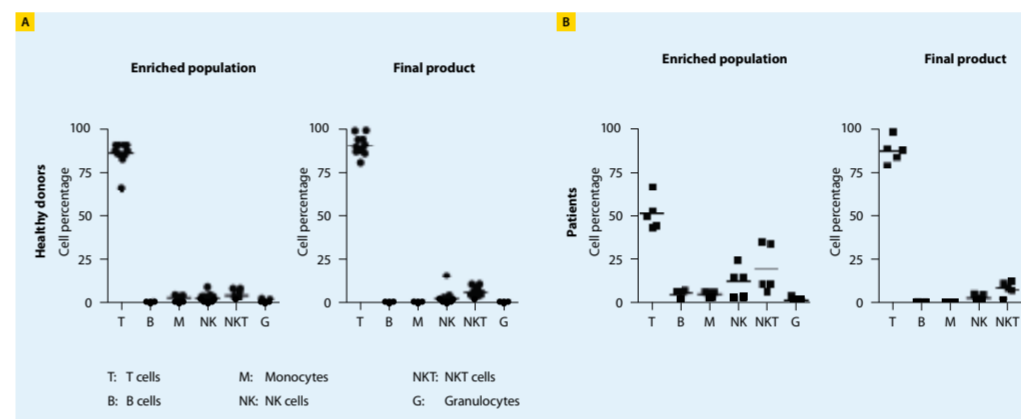 A
B
Enriched population
Final product
Enriched population
Final product
Healthy donors
Cell percentage
100
75
50
25
0
T B M NK NKT G
Cell percentage
100
75
50
25
0
T B M NK NKT G
Patients
Cell percentage
100
75
50
25
0
T B M NK NKT G
Cell percentage
100
75
50
25
0
T B M NK NKT
T: T cells
M: Monocytes
NKT: NKT cells
B: B cells
NK: NK cells
G: Granulocytes